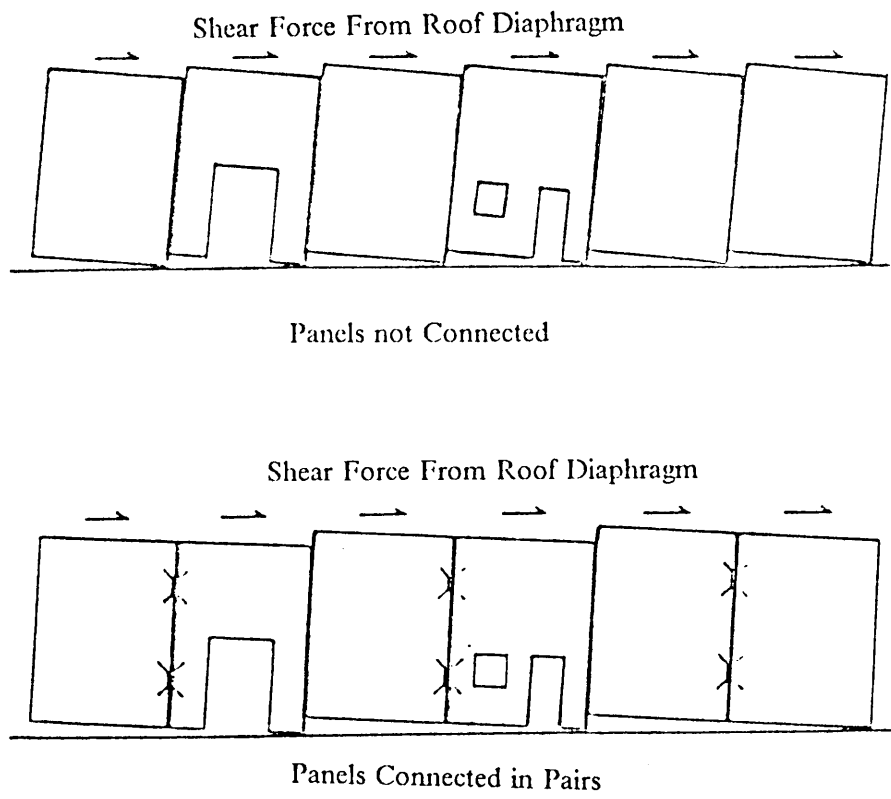 Shear Force From Roof Diaphragm
Panels not Connected
Shear Force From Roof Diaphragm
Panels Connected in Pairs